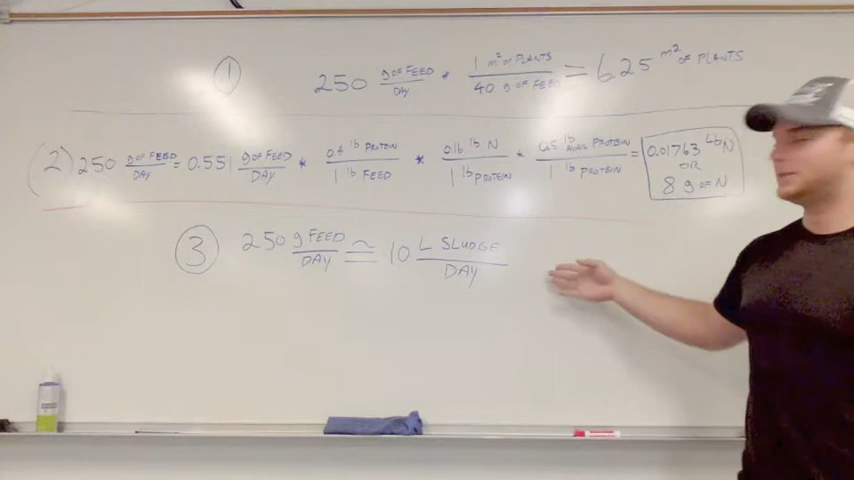 ① 250 g OF FEED/DAY • 1 m² OF PLANTS/40 g OF FEED = 6.25 m² OF PLANTS
(2) 250 g OF FEED/DAY = 0.551 g OF FEED/DAY * 0.4 lb PROTEIN/1 lb FEED * 0.16 lb N/1 lb PROTEIN * 0.5 lb AVAIL PROTEIN/1 lb PROTEIN = 0.01763 Lb N
OR
8 g OF N
③ 250 g FEED/DAY ≅ 10 L SLUDGE/DAY